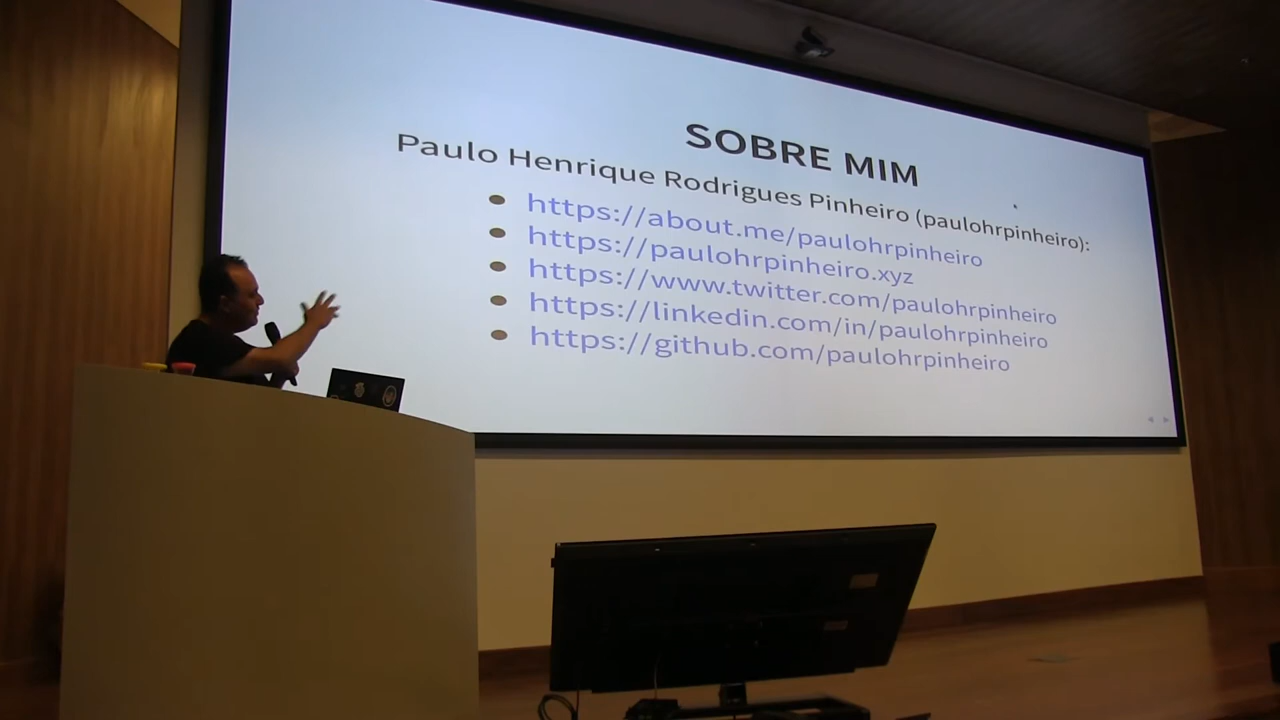 SOBRE MIM
Paulo Henrique Rodrigues Pinheiro (paulohrpinheiro):
https://about.me/paulohrpinheiro
https://paulohrpinheiro.xyz
https://www.twitter.com/paulohrpinheiro
https://linkedin.com/in/paulohrpinheiro
https://github.com/paulohrpinheiro